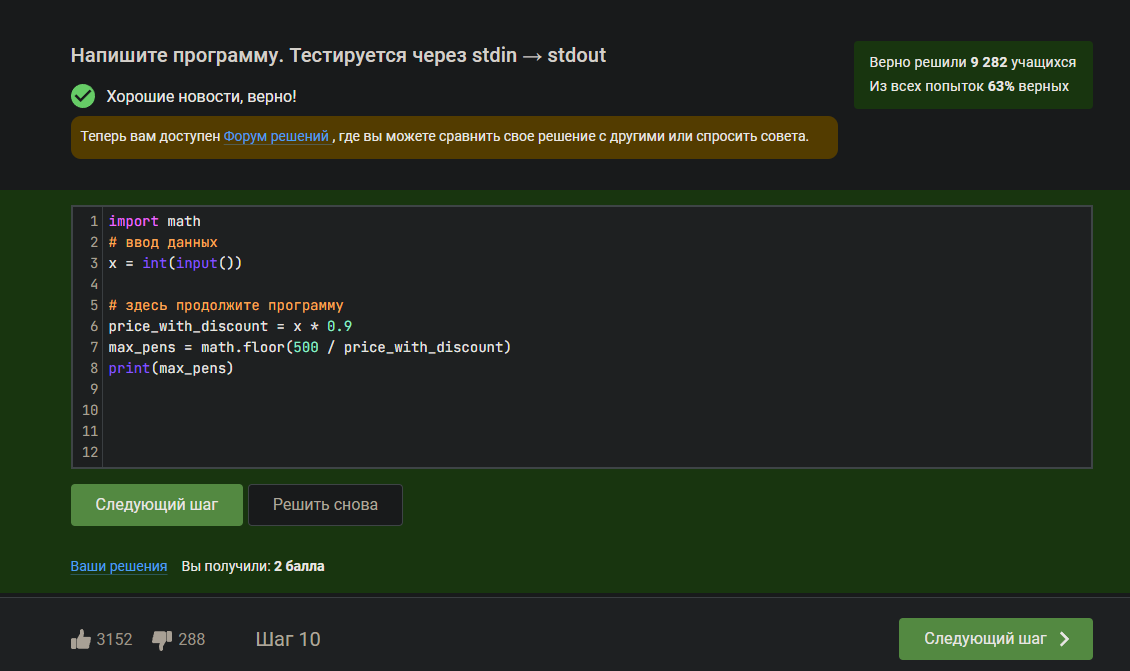 Напишите программу. Тестируется через stdin → stdout
Верно решили 9 282 учащихся
Из всех попыток 63% верных
Хорошие новости, верно!
Теперь вам доступен Форум решений , где вы можете сравнить свое решение с другими или спросить совета.
1 import math
2 # ввод данных
3 x = int(input())
4
5 # здесь продолжите программу
6 price_with_discount = x * 0.9
7 max_pens = math.floor(500 / price_with_discount)
8 print(max_pens)
9
10
11
12
Следующий шаг Решить снова
Ваши решения Вы получили: 2 балла
3152 288 Шаг 10 Следующий шаг